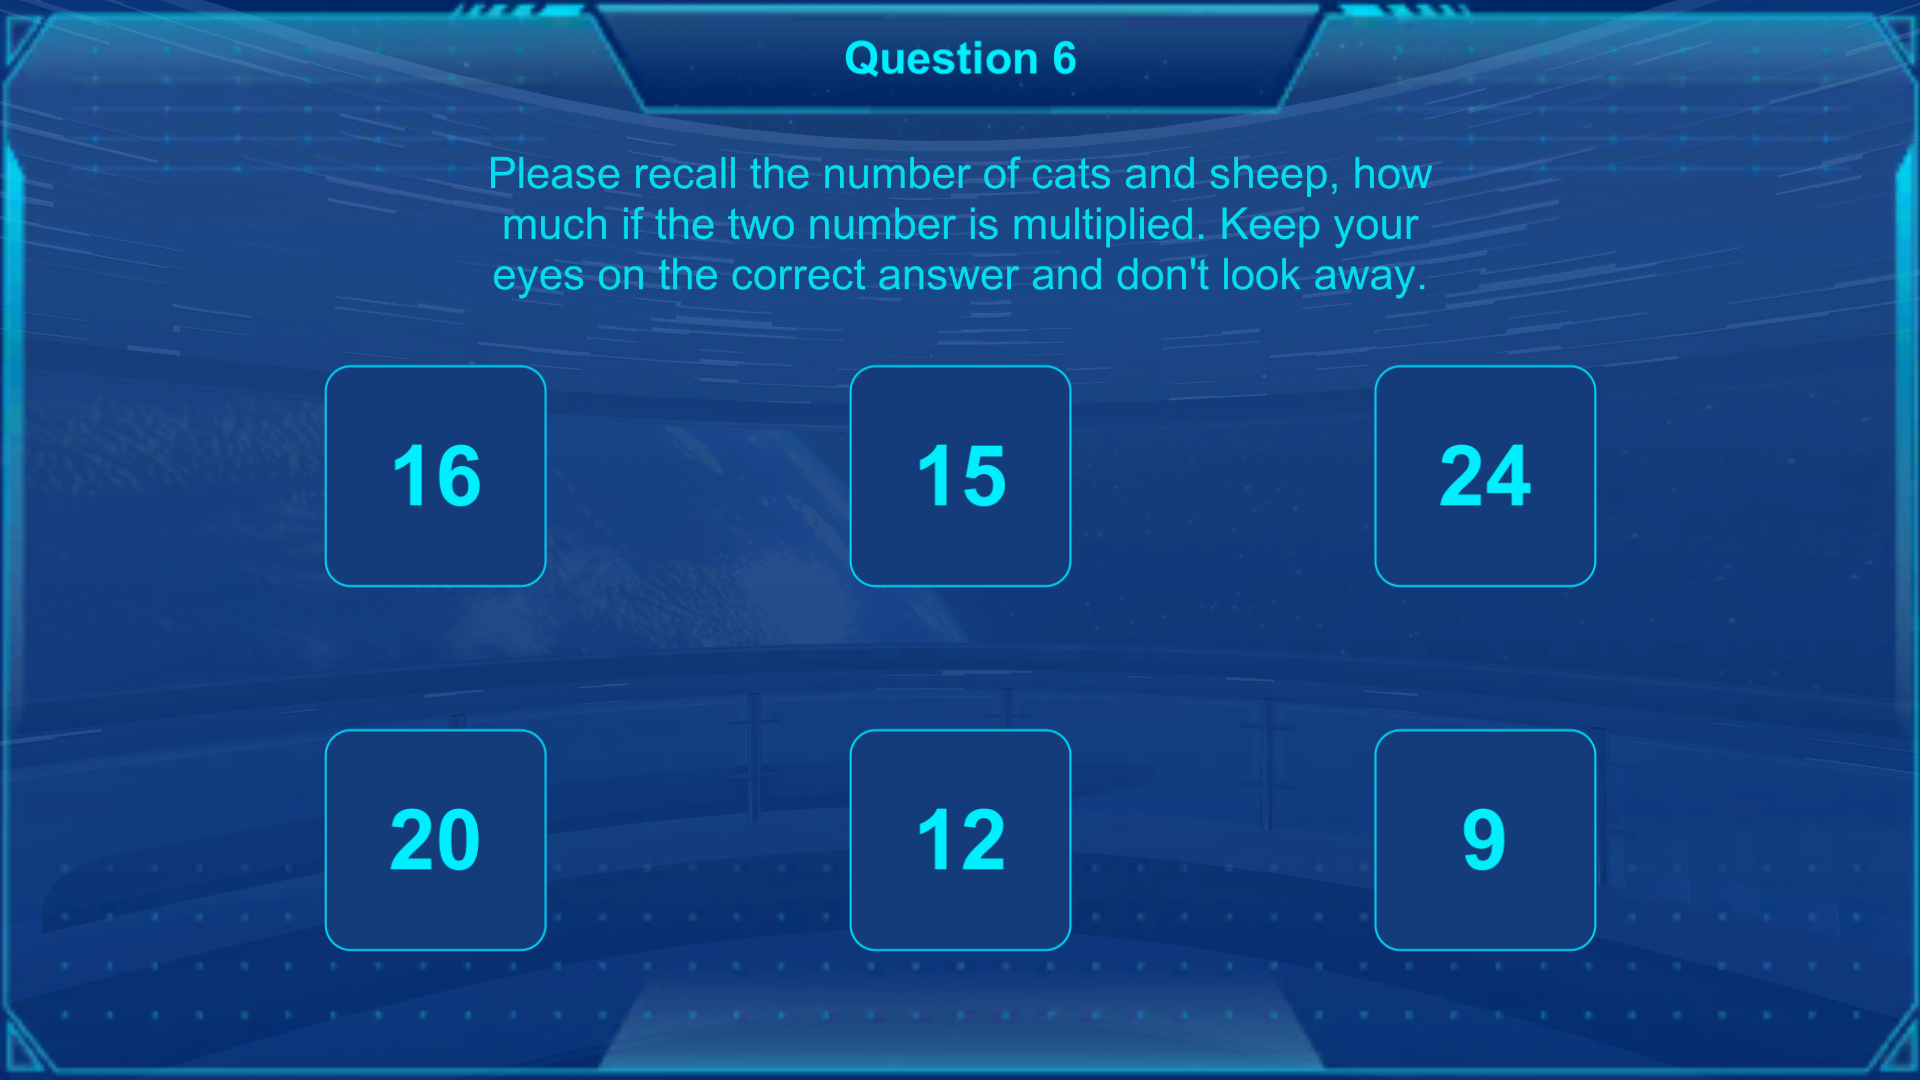 Question 6
Please recall the number of cats and sheep, how
much if the two number is multiplied. Keep your
eyes on the correct answer and don't look away.
16 15 24
20 12 9